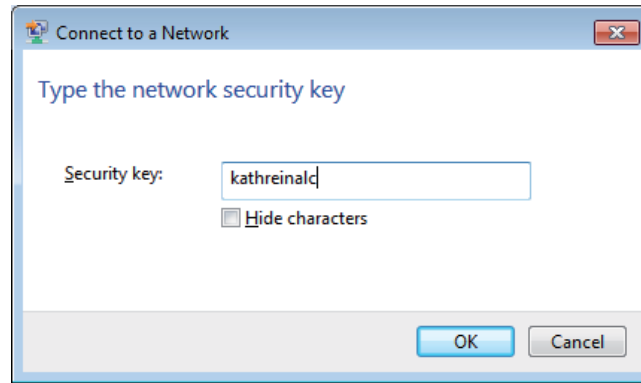 Connect to a Network
Type the network security key
Security key: kathreinalc
Hide characters
OK Cancel